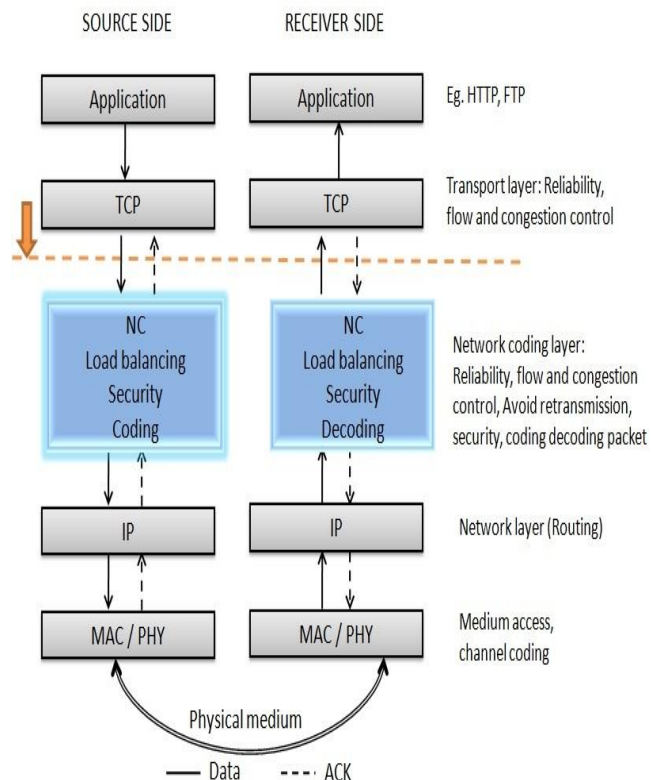 SOURCE SIDE
RECEIVER SIDE
Application
Application
Eg. HTTP, FTP
TCP
TCP
Transport layer: Reliability,
flow and congestion control
NC
Load balancing
Security
Coding
NC
Load balancing
Security
Decoding
Network coding layer:
Reliability, flow and congestion
control, Avoid retransmission,
security, coding decoding packet
IP
IP
Network layer (Routing)
MAC / PHY
MAC / PHY
Medium access,
channel coding
Physical medium
Data
ACK